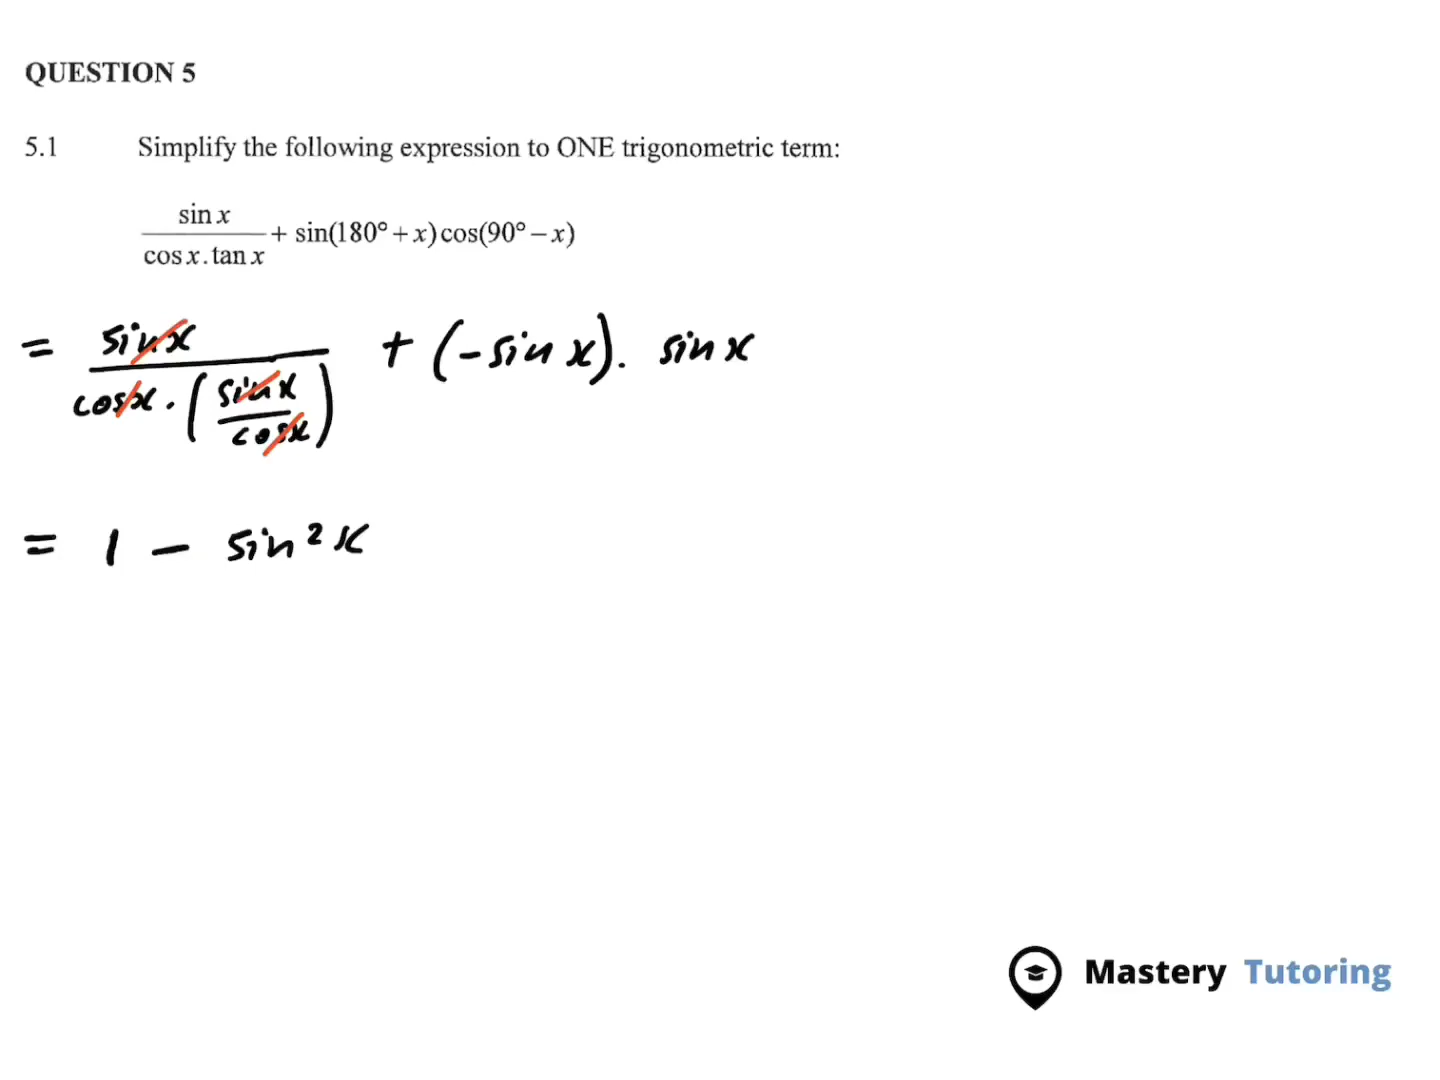 QUESTION 5
5.1 Simplify the following expression to ONE trigonometric term:
sin x / cos x . tan x + sin(180° + x) cos(90° − x)
= sin x / cos x . (sin x / cos x) + (−sin x) . sin x
= 1 − sin²x
Mastery Tutoring